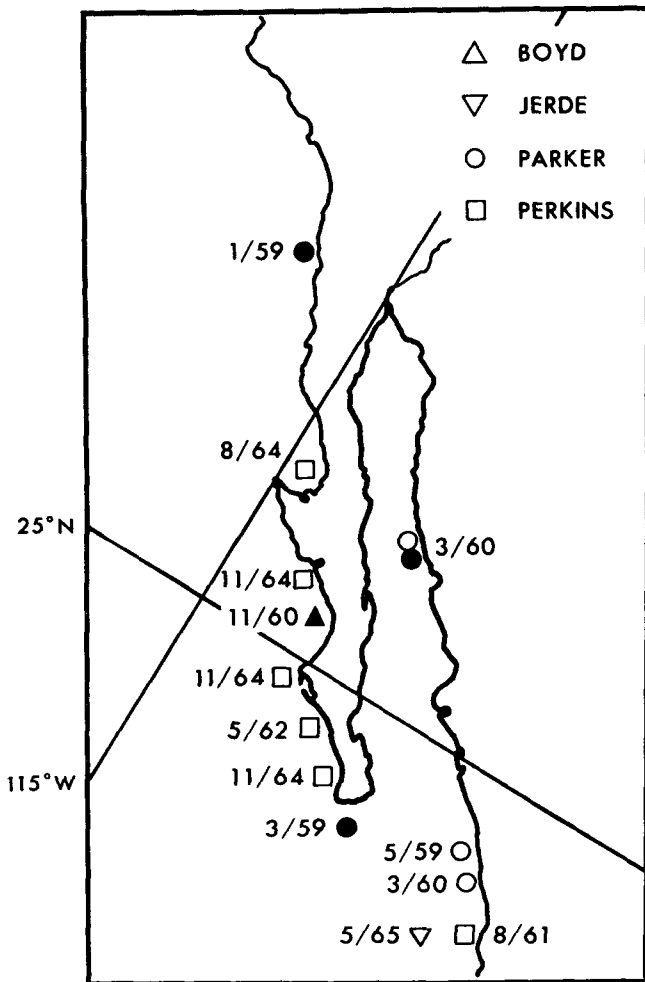 BOYD
JERDE
PARKER
PERKINS
1/59
8/64
25°N
3/60
11/64
11/60
11/64
5/62
115°W
11/64
3/59
5/59
3/60
5/65
8/61